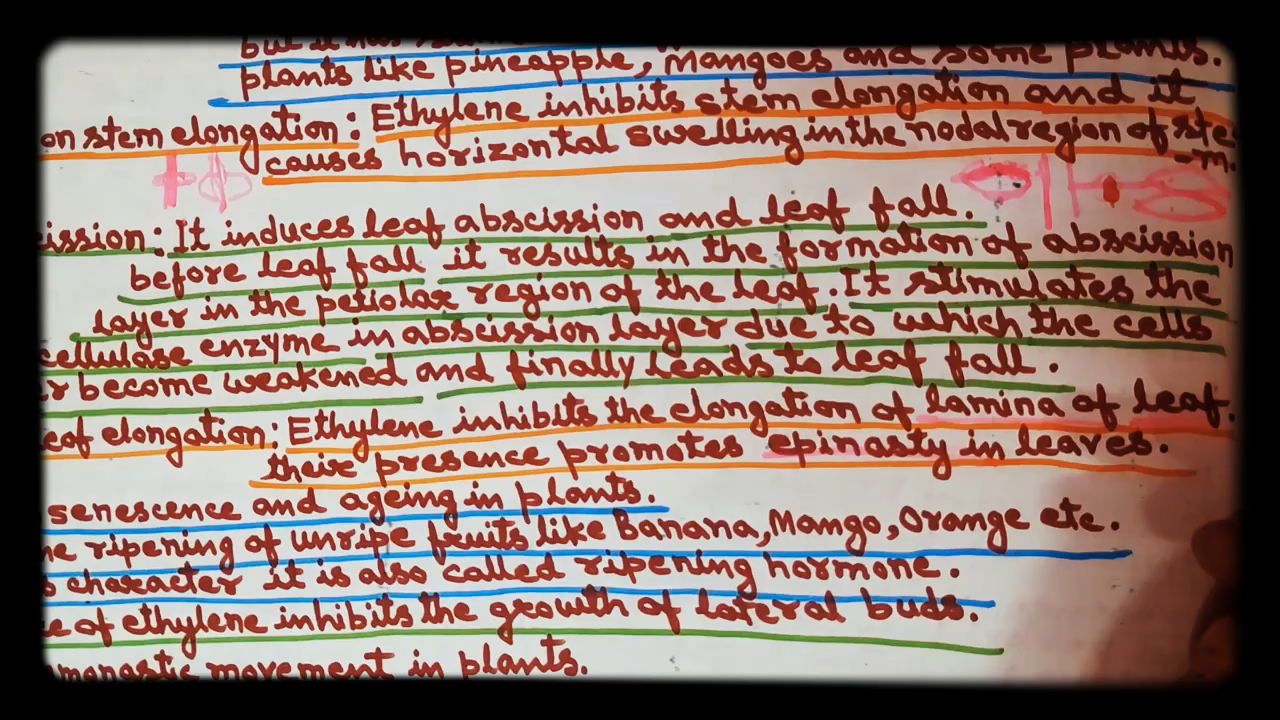 but it has
plants like pineapple, Mangoes and some plants.
on stem elongation: Ethylene inhibits stem elongation and it
causes horizontal swelling in the nodal region of ste
-m.
ission: It induces leaf abscission and leaf fall.
before leaf fall it results in the formation of abscission
layer in the petiolar region of the leaf. It stimulates the
cellulase enzyme in abscission layer due to which the cells
r become weakened and finally leads to leaf fall.
eaf elongation: Ethylene inhibits the elongation of lamina of leaf.
their presence promotes epinasty in leaves.
senescence and ageing in plants.
he ripening of unripe fruits like Banana, Mango, Orange etc.
s character it is also called ripening hormone.
e of ethylene inhibits the growth of lateral buds.
monastic movement in plants.